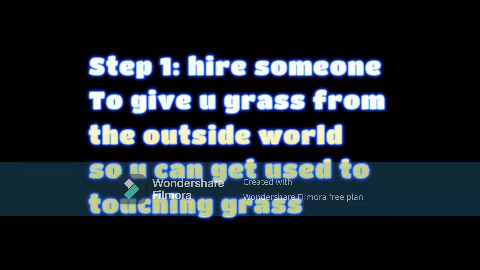 Step 1: hire someone
To give u grass from
the outside world
so u can get used to
touching grass
Wondershare
Filmora
Created with
Wondershare Filmora free plan